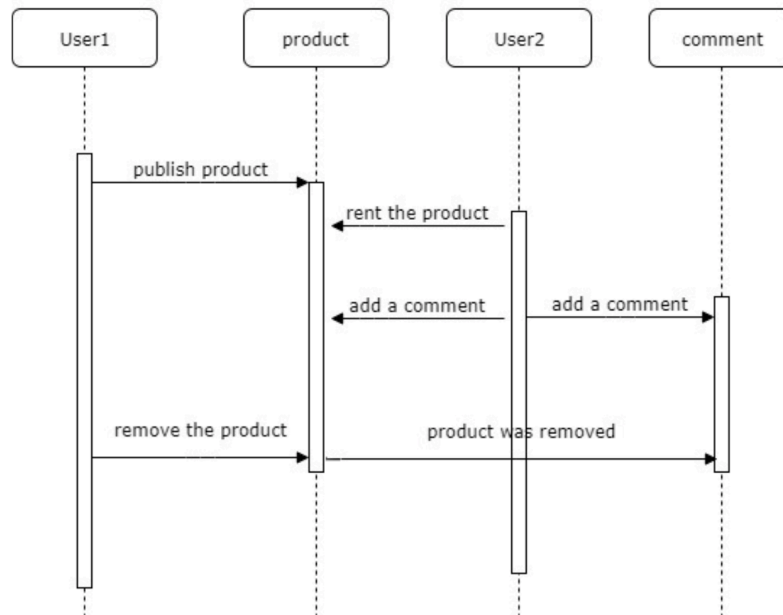 User1
product
User2
comment
publish product
rent the product
add a comment
add a comment
remove the product
product was removed